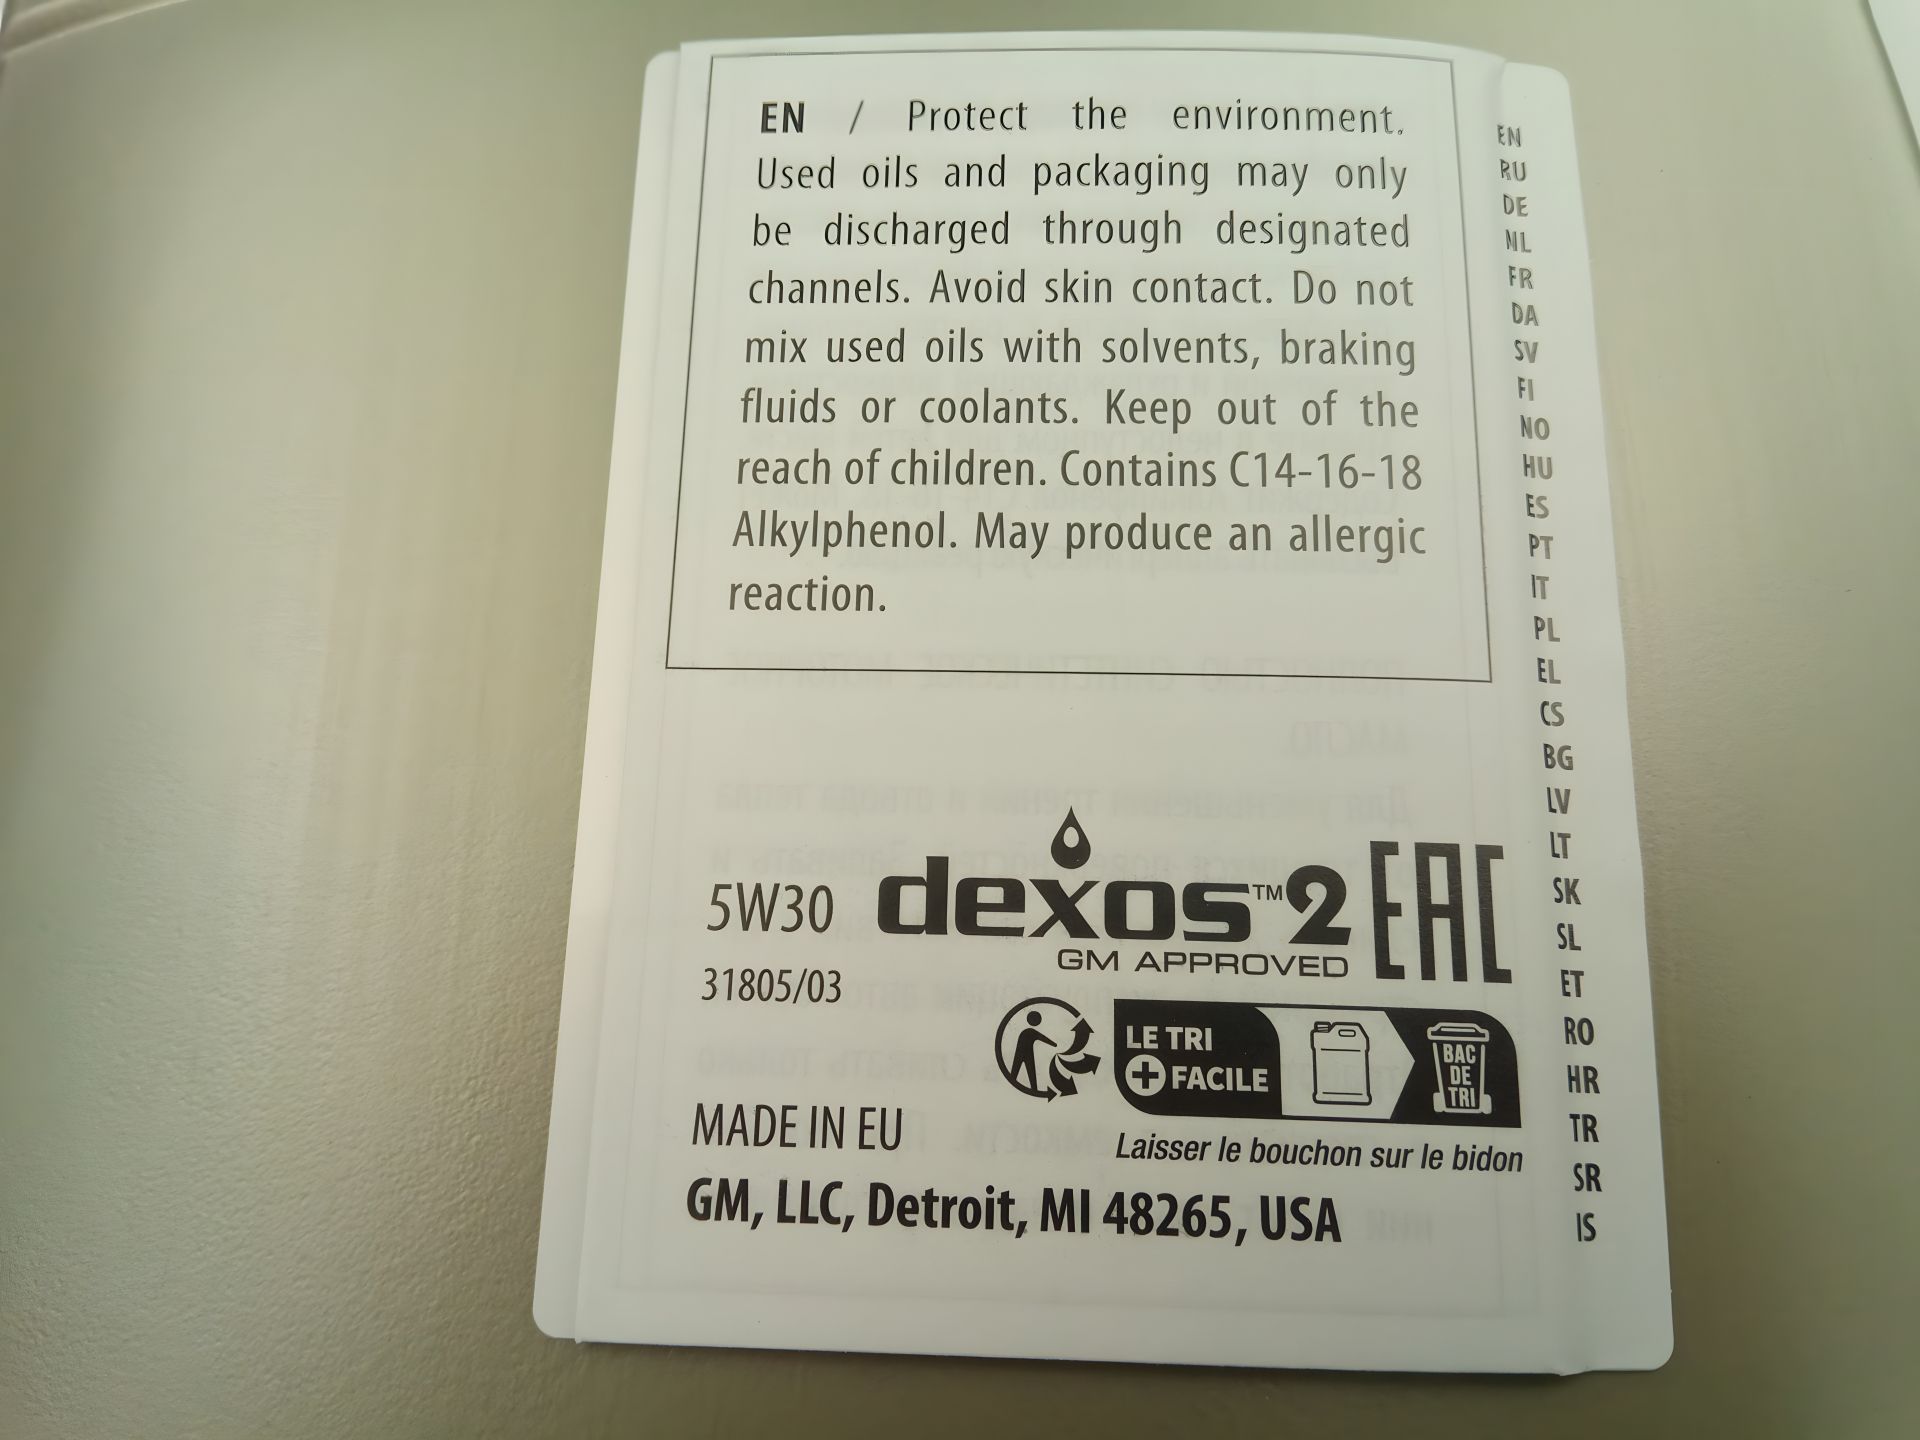 EN / Protect the environment.
Used oils and packaging may only
be discharged through designated
channels. Avoid skin contact. Do not
mix used oils with solvents, braking
fluids or coolants. Keep out of the
reach of children. Contains C14-16-18
Alkylphenol. May produce an allergic
reaction.
5W30
dexos™2
GM APPROVED
EAC
31805/03
LE TRI
+ FACILE
BAC
DE
TRI
MADE IN EU
Laisser le bouchon sur le bidon
GM, LLC, Detroit, MI 48265, USA
EN
RU
DE
NL
FR
DA
SV
FI
NO
HU
ES
PT
IT
PL
EL
CS
BG
LV
LT
SK
SL
ET
RO
HR
TR
SR
IS